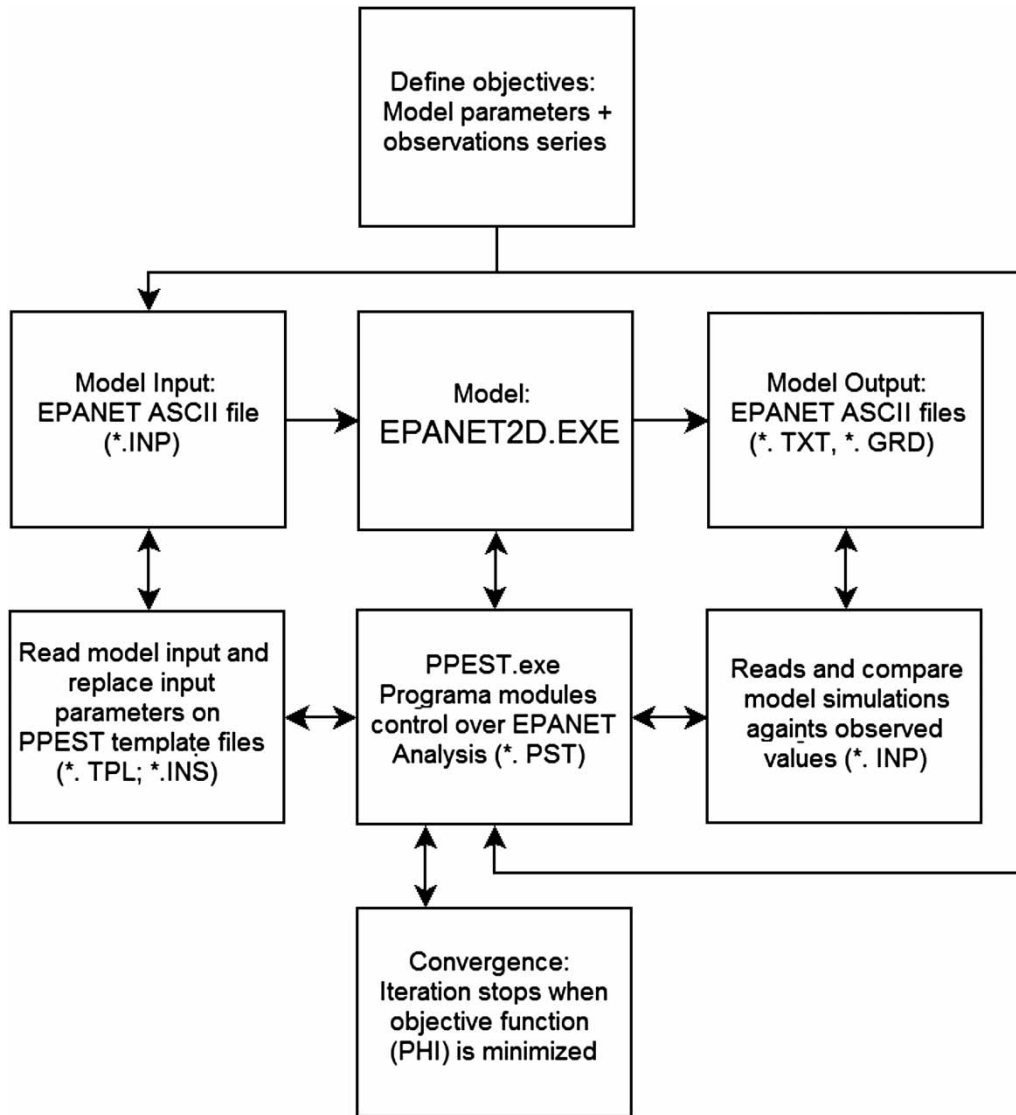 Define objectives:
Model parameters +
observations series
Model Input:
EPANET ASCII file
(*.INP)
Model:
EPANET2D.EXE
Model Output:
EPANET ASCII files
(*. TXT, *. GRD)
Read model input and
replace input
parameters on
PPEST template files
(*. TPL; *.INS)
PPEST.exe
Programa modules
control over EPANET
Analysis (*. PST)
Reads and compare
model simulations
againts observed
values (*. INP)
Convergence:
Iteration stops when
objective function
(PHI) is minimized